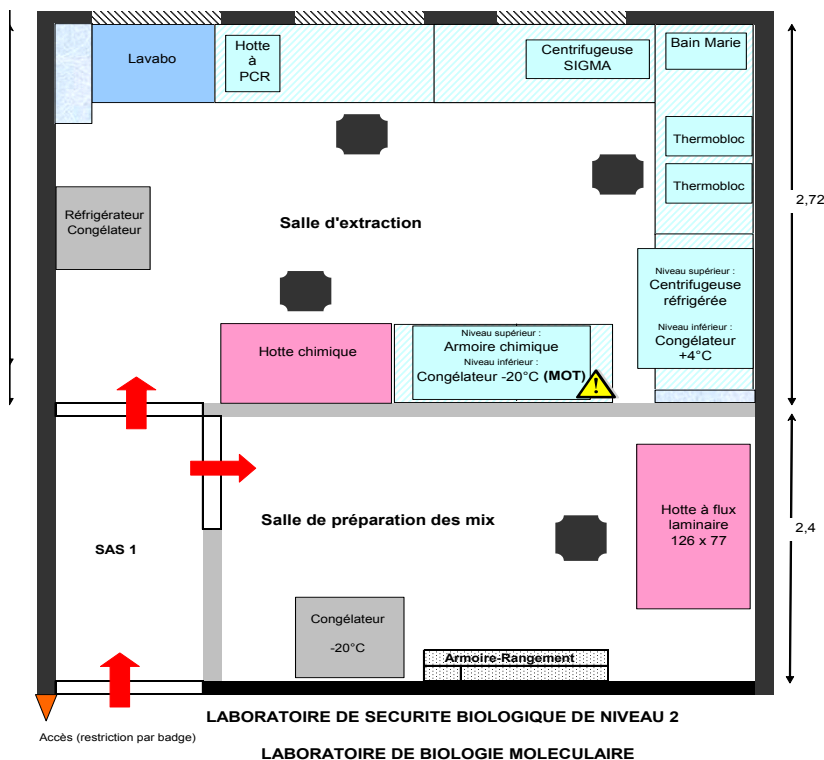 Lavabo
Hotte
à
PCR
Centrifugeuse
SIGMA
Bain Marie
Thermobloc
Thermobloc
2,72
Réfrigérateur
Congélateur
Salle d'extraction
Niveau supérieur :
Centrifugeuse
réfrigérée
Niveau inférieur :
Congélateur
+4°C
Hotte chimique
Niveau supérieur :
Armoire chimique
Niveau inférieur :
Congélateur -20°C (MOT)
!
Salle de préparation des mix
Hotte à flux
laminaire
126 x 77
2,4
SAS 1
Congélateur
-20°C
Armoire-Rangement
LABORATOIRE DE SECURITE BIOLOGIQUE DE NIVEAU 2
Accès (restriction par badge)
LABORATOIRE DE BIOLOGIE MOLECULAIRE